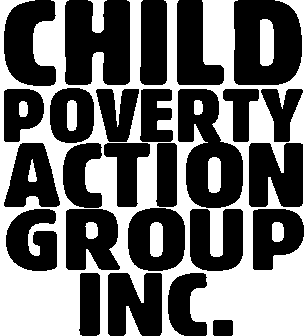 CHILD
POVERTY
ACTION
GROUP
INC.